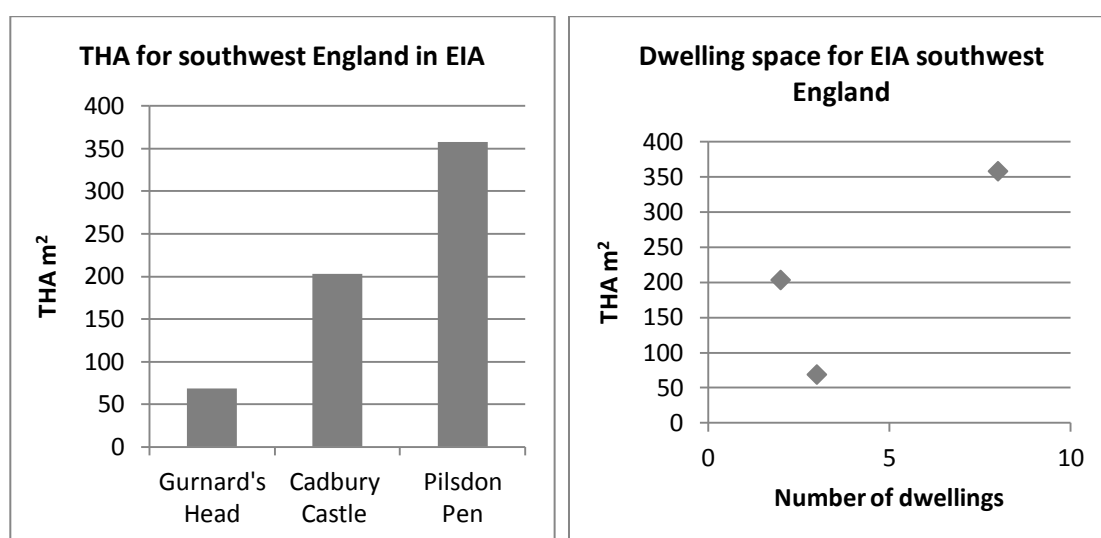 THA for southwest England in EIA
400
350
300
250
200
150
100
50
0
THA m²
Gurnard's
Head
Cadbury
Castle
Pilsdon
Pen
Dwelling space for EIA southwest
England
400
350
300
250
200
150
100
50
0
THA m²
0 5 10
Number of dwellings